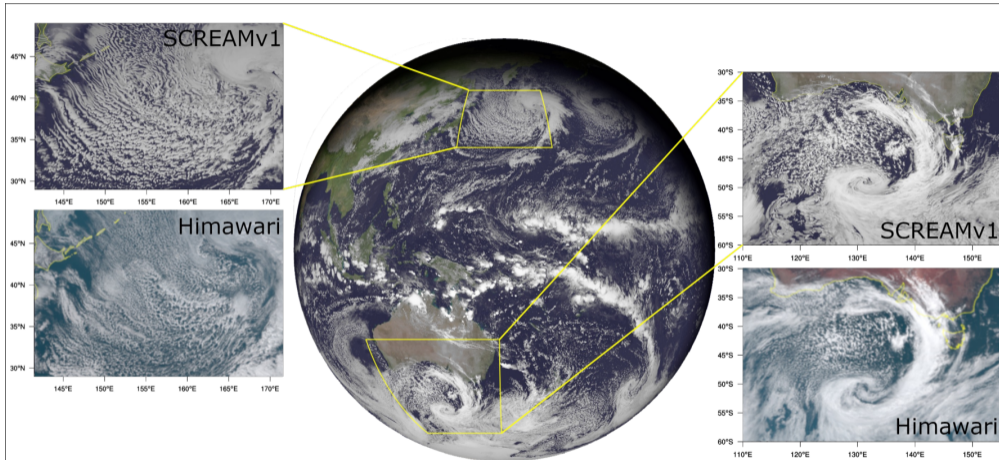 SCREAMv1
45°N
40°N
35°N
30°N
145°E 150°E 155°E 160°E 165°E 170°E
Himawari
45°N
40°N
35°N
30°N
145°E 150°E 155°E 160°E 165°E 170°E
30°S
35°S
40°S
45°S
50°S
55°S
60°S
SCREAMv1
110°E 120°E 130°E 140°E 150°E
30°S
35°S
40°S
45°S
50°S
55°S
60°S
Himawari
110°E 120°E 130°E 140°E 150°E